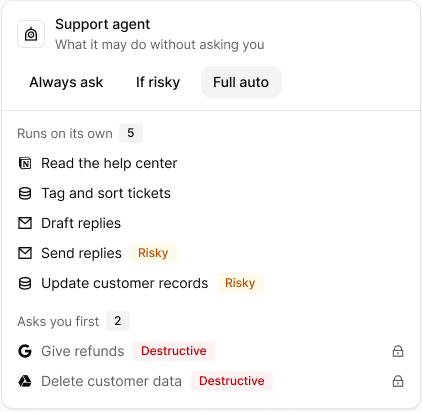 Support agent
What it may do without asking you
Always ask If risky Full auto
Runs on its own 5
Read the help center
Tag and sort tickets
Draft replies
Send replies Risky
Update customer records Risky
Asks you first 2
Give refunds Destructive
Delete customer data Destructive